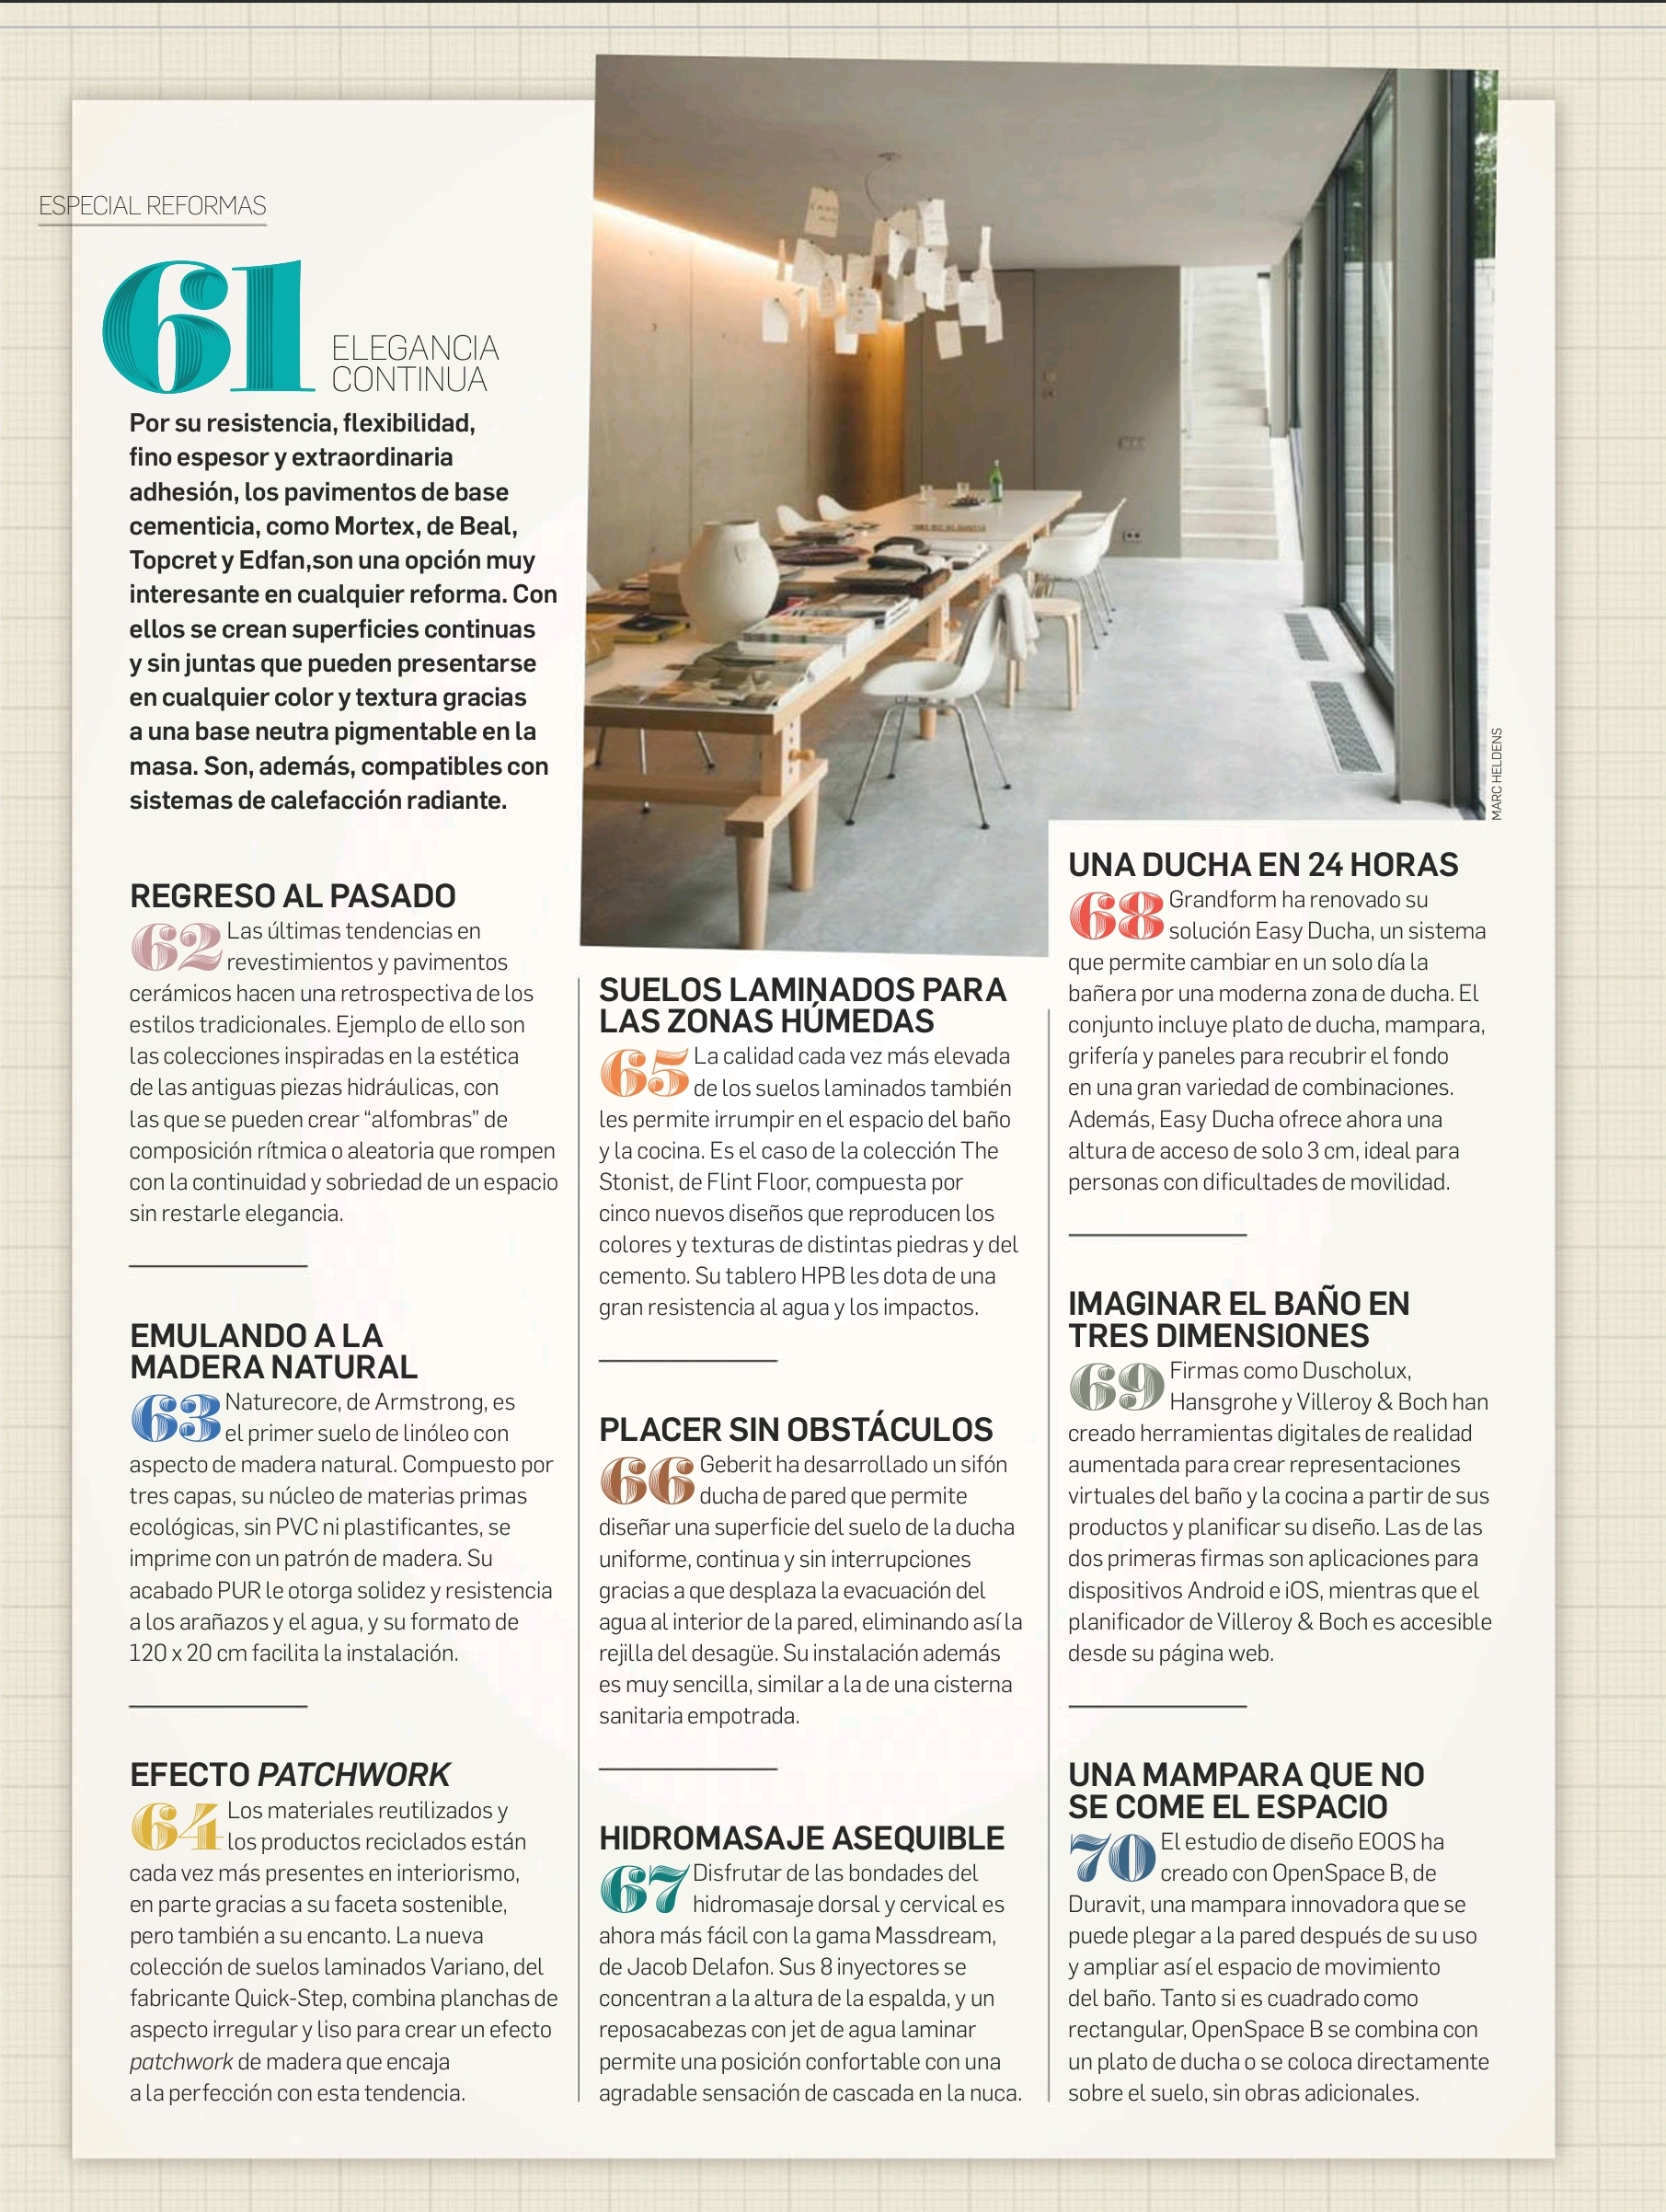 ESPECIAL REFORMAS
61
ELEGANCIA
CONTINUA
Por su resistencia, flexibilidad,
fino espesor y extraordinaria
adhesión, los pavimentos de base
cementicia, como Mortex, de Beal,
Topcret y Edfan,son una opción muy
interesante en cualquier reforma. Con
ellos se crean superficies continuas
y sin juntas que pueden presentarse
en cualquier color y textura gracias
a una base neutra pigmentable en la
masa. Son, además, compatibles con
sistemas de calefacción radiante.
MARC HELDENS
REGRESO AL PASADO
62 Las últimas tendencias en
revestimientos y pavimentos
cerámicos hacen una retrospectiva de los
estilos tradicionales. Ejemplo de ello son
las colecciones inspiradas en la estética
de las antiguas piezas hidráulicas, con
las que se pueden crear “alfombras” de
composición rítmica o aleatoria que rompen
con la continuidad y sobriedad de un espacio
sin restarle elegancia.
EMULANDO A LA
MADERA NATURAL
63 Naturecore, de Armstrong, es
el primer suelo de linóleo con
aspecto de madera natural. Compuesto por
tres capas, su núcleo de materias primas
ecológicas, sin PVC ni plastificantes, se
imprime con un patrón de madera. Su
acabado PUR le otorga solidez y resistencia
a los arañazos y el agua, y su formato de
120 x 20 cm facilita la instalación.
EFECTO PATCHWORK
64 Los materiales reutilizados y
los productos reciclados están
cada vez más presentes en interiorismo,
en parte gracias a su faceta sostenible,
pero también a su encanto. La nueva
colección de suelos laminados Variano, del
fabricante Quick-Step, combina planchas de
aspecto irregular y liso para crear un efecto
patchwork de madera que encaja
a la perfección con esta tendencia.
SUELOS LAMINADOS PARA
LAS ZONAS HÚMEDAS
65 La calidad cada vez más elevada
de los suelos laminados también
les permite irrumpir en el espacio del baño
y la cocina. Es el caso de la colección The
Stonist, de Flint Floor, compuesta por
cinco nuevos diseños que reproducen los
colores y texturas de distintas piedras y del
cemento. Su tablero HPB les dota de una
gran resistencia al agua y los impactos.
PLACER SIN OBSTÁCULOS
66 Geberit ha desarrollado un sifón
ducha de pared que permite
diseñar una superficie del suelo de la ducha
uniforme, continua y sin interrupciones
gracias a que desplaza la evacuación del
agua al interior de la pared, eliminando así la
rejilla del desagüe. Su instalación además
es muy sencilla, similar a la de una cisterna
sanitaria empotrada.
HIDROMASAJE ASEQUIBLE
67 Disfrutar de las bondades del
hidromasaje dorsal y cervical es
ahora más fácil con la gama Massdream,
de Jacob Delafon. Sus 8 inyectores se
concentran a la altura de la espalda, y un
reposacabezas con jet de agua laminar
permite una posición confortable con una
agradable sensación de cascada en la nuca.
UNA DUCHA EN 24 HORAS
68 Grandform ha renovado su
solución Easy Ducha, un sistema
que permite cambiar en un solo día la
bañera por una moderna zona de ducha. El
conjunto incluye plato de ducha, mampara,
grifería y paneles para recubrir el fondo
en una gran variedad de combinaciones.
Además, Easy Ducha ofrece ahora una
altura de acceso de solo 3 cm, ideal para
personas con dificultades de movilidad.
IMAGINAR EL BAÑO EN
TRES DIMENSIONES
69 Firmas como Duscholux,
Hansgrohe y Villeroy & Boch han
creado herramientas digitales de realidad
aumentada para crear representaciones
virtuales del baño y la cocina a partir de sus
productos y planificar su diseño. Las de las
dos primeras firmas son aplicaciones para
dispositivos Android e iOS, mientras que el
planificador de Villeroy & Boch es accesible
desde su página web.
UNA MAMPARA QUE NO
SE COME EL ESPACIO
70 El estudio de diseño EOOS ha
creado con OpenSpace B, de
Duravit, una mampara innovadora que se
puede plegar a la pared después de su uso
y ampliar así el espacio de movimiento
del baño. Tanto si es cuadrado como
rectangular, OpenSpace B se combina con
un plato de ducha o se coloca directamente
sobre el suelo, sin obras adicionales.